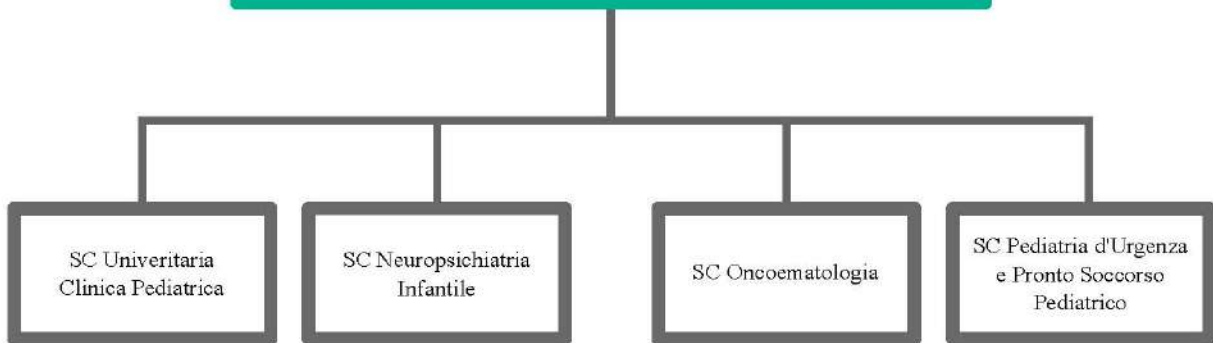 SC Univeritaria
Clinica Pediatrica
SC Neuropsichiatria
Infantile
SC Oncoematologia
SC Pediatria d'Urgenza
e Pronto Soccorso
Pediatrico